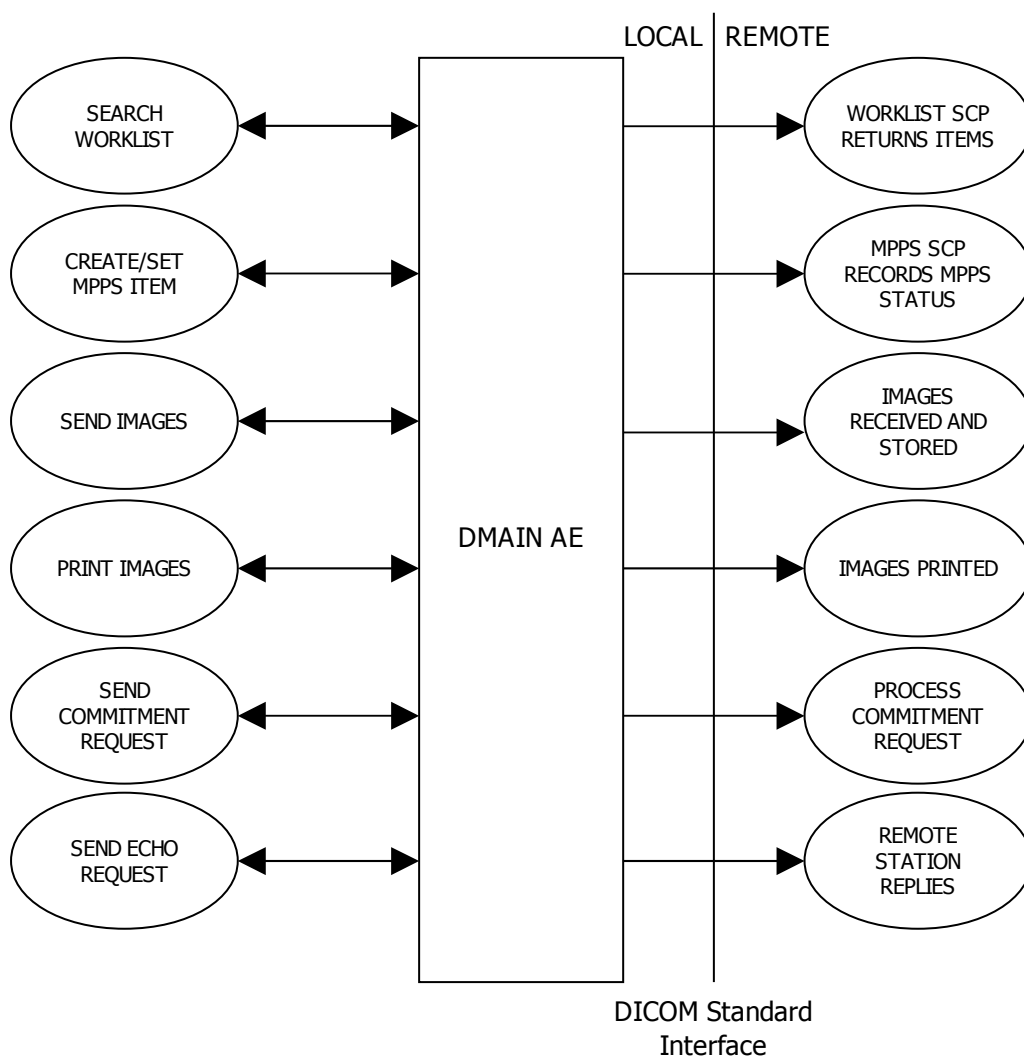 LOCAL
REMOTE
SEARCH
WORKLIST
WORKLIST SCP
RETURNS ITEMS
CREATE/SET
MPPS ITEM
MPPS SCP
RECORDS MPPS
STATUS
SEND IMAGES
IMAGES
RECEIVED AND
STORED
DMAIN AE
PRINT IMAGES
IMAGES PRINTED
SEND
COMMITMENT
REQUEST
PROCESS
COMMITMENT
REQUEST
SEND ECHO
REQUEST
REMOTE
STATION
REPLIES
DICOM Standard
Interface